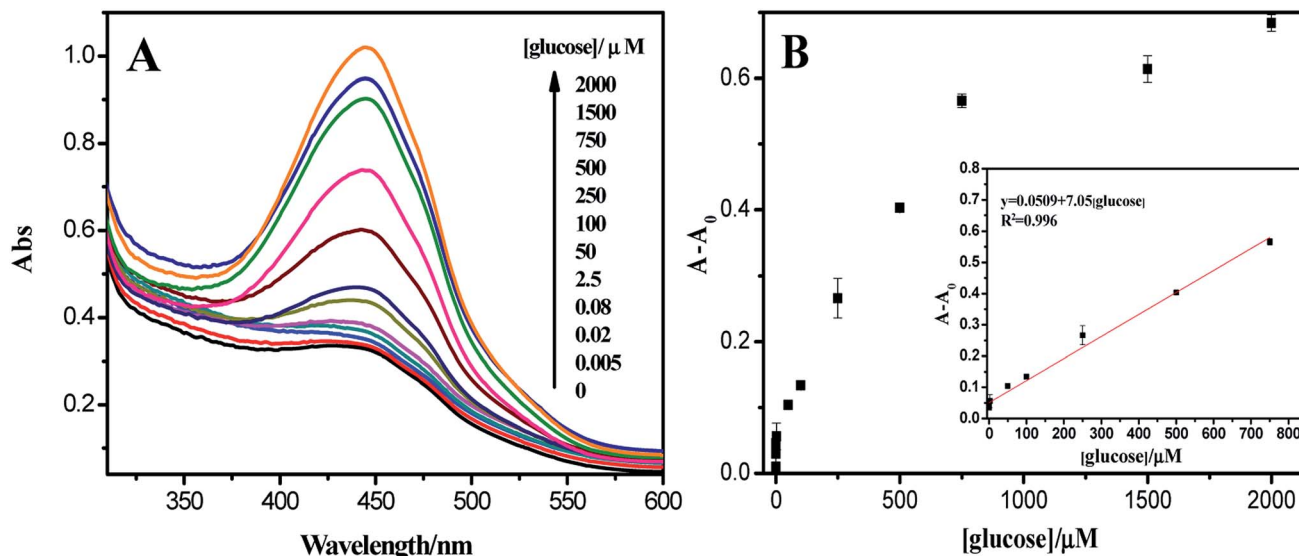 A
[glucose]/ μ M
2000
1500
750
500
250
100
50
2.5
0.08
0.02
0.005
0
1.0
0.8
0.6
0.4
0.2
Abs
350 400 450 500 550 600
Wavelength/nm
B
0.6
0.4
0.2
0.0
A - A0
0 500 1000 1500 2000
[glucose]/μM
y=0.0509+7.05[glucose]
R²=0.996
0.8
0.7
0.6
0.5
0.4
0.3
0.2
0.1
0.0
A - A0
0 100 200 300 400 500 600 700 800
[glucose]/μM